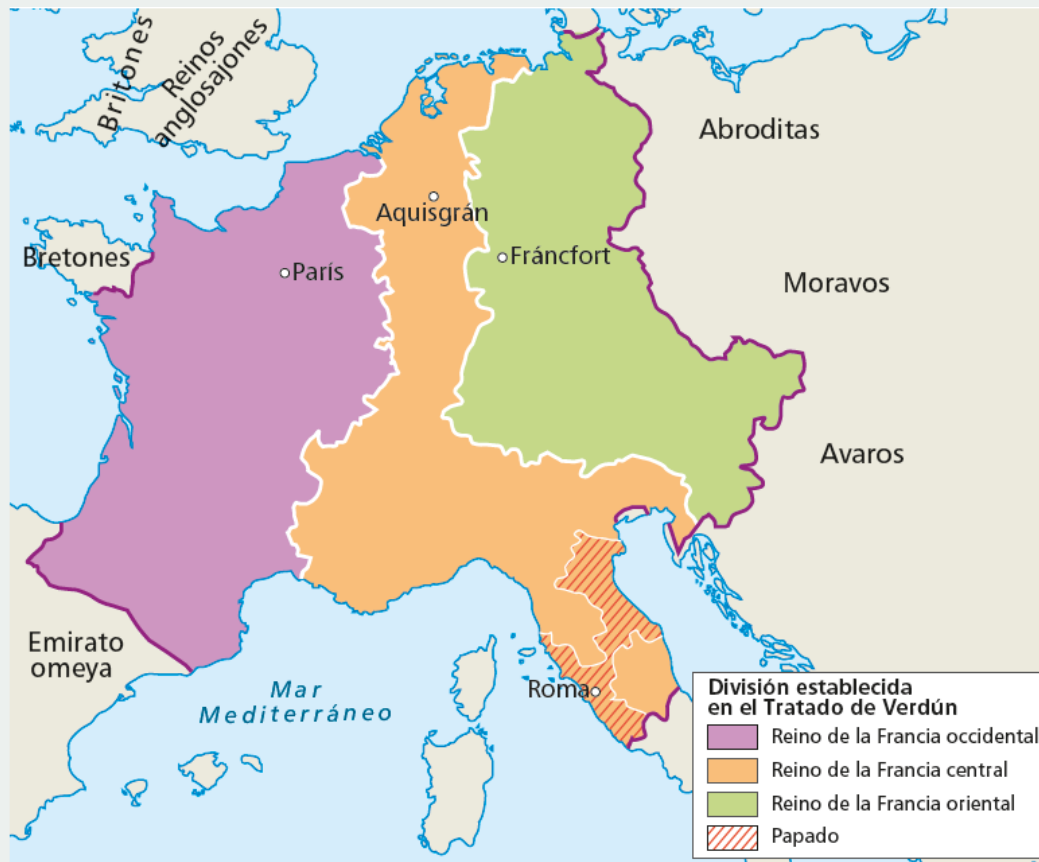 Britones
Reinos
anglosajones
Abroditas
Aquisgrán
Bretones
París
Fráncfort
Moravos
Avaros
Emirato
omeya
Mar
Mediterráneo
Roma
División establecida
en el Tratado de Verdún
Reino de la Francia occidental
Reino de la Francia central
Reino de la Francia oriental
Papado